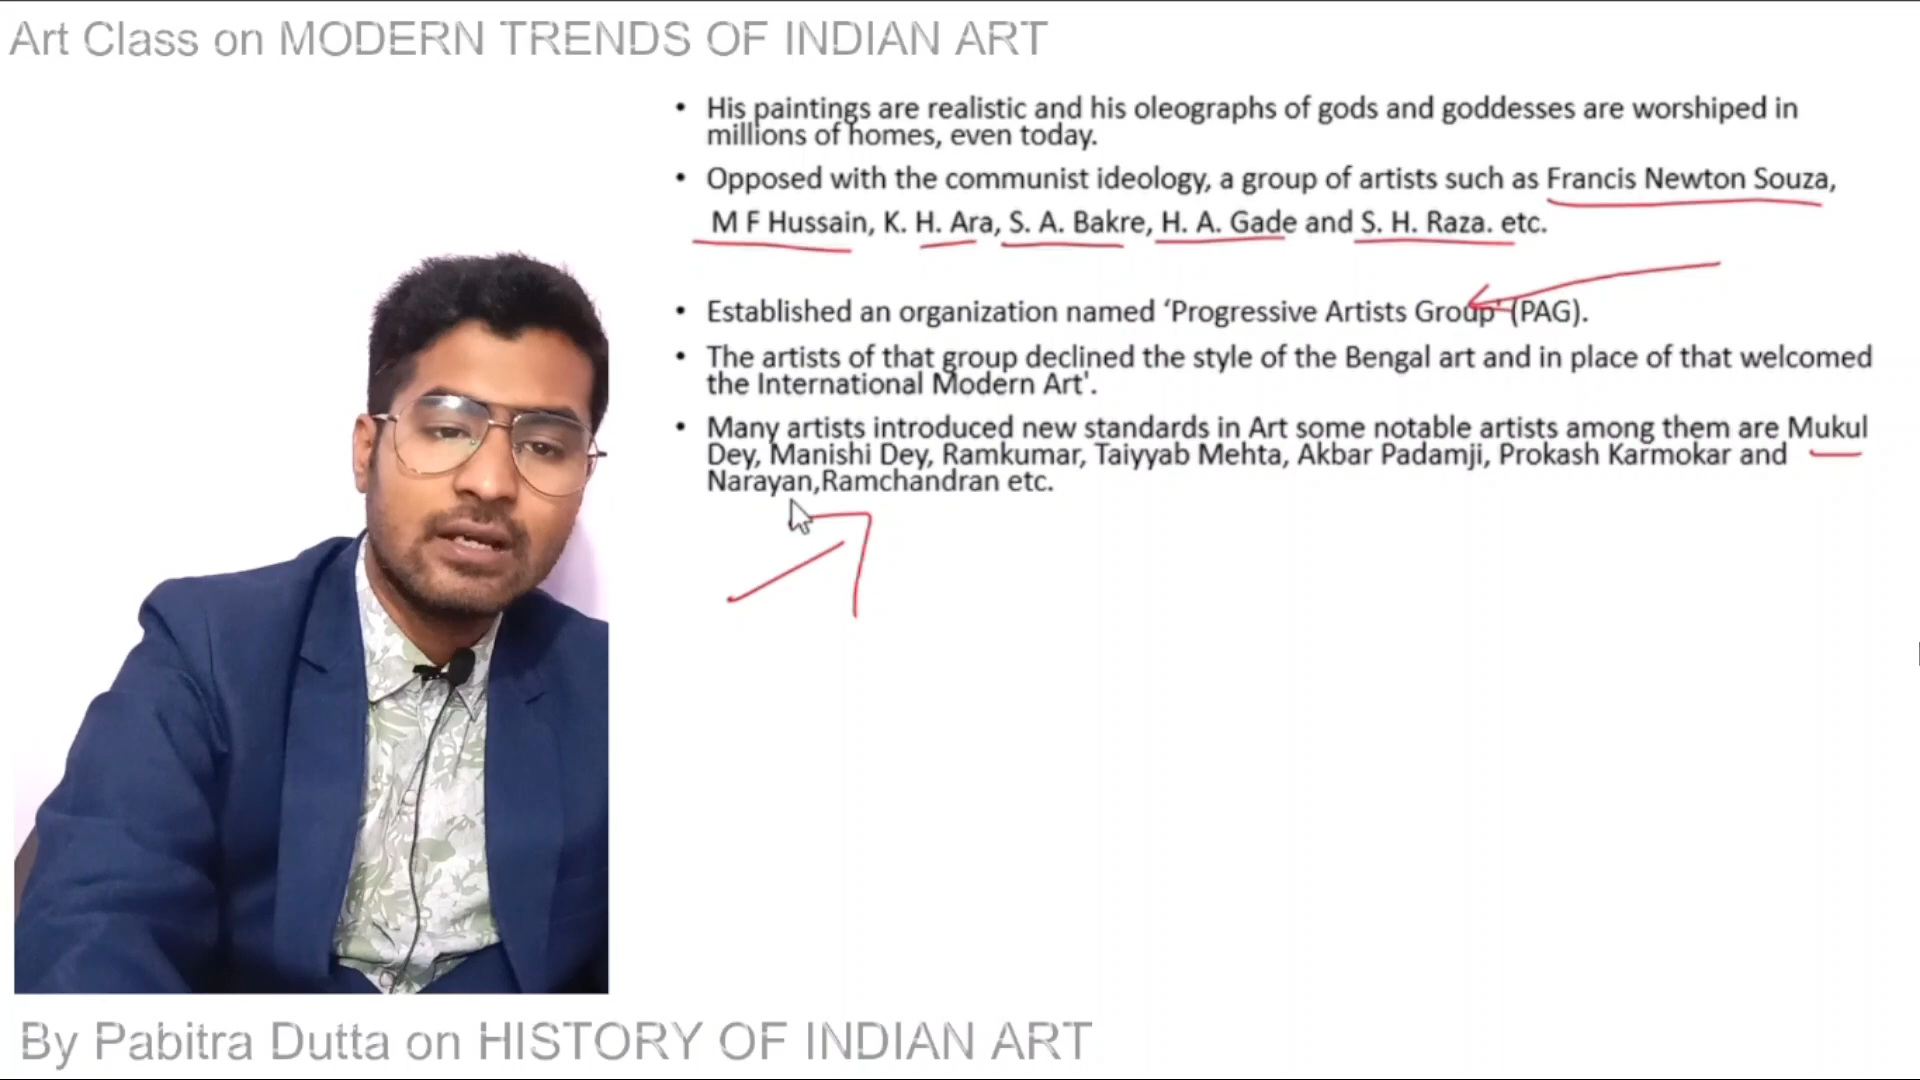 Art Class on MODERN TRENDS OF INDIAN ART
• His paintings are realistic and his oleographs of gods and goddesses are worshiped in
millions of homes, even today.
• Opposed with the communist ideology, a group of artists such as Francis Newton Souza,
M F Hussain, K. H. Ara, S. A. Bakre, H. A. Gade and S. H. Raza. etc.
• Established an organization named ‘Progressive Artists Group’ (PAG).
• The artists of that group declined the style of the Bengal art and in place of that welcomed
the International Modern Art'.
• Many artists introduced new standards in Art some notable artists among them are Mukul
Dey, Manishi Dey, Ramkumar, Taiyyab Mehta, Akbar Padamji, Prokash Karmokar and
Narayan,Ramchandran etc.
By Pabitra Dutta on HISTORY OF INDIAN ART